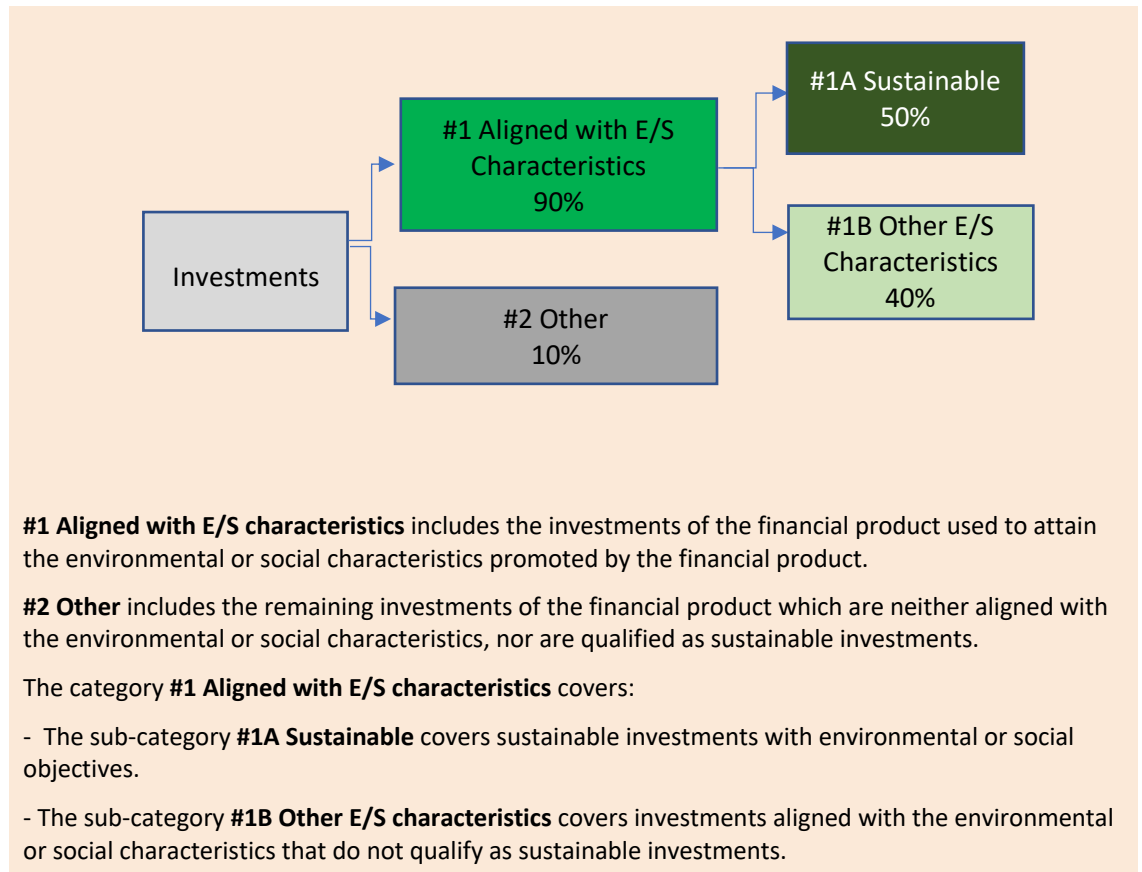 #1A Sustainable
50%
#1 Aligned with E/S
Characteristics
90%
#1B Other E/S
Characteristics
40%
Investments
#2 Other
10%
#1 Aligned with E/S characteristics includes the investments of the financial product used to attain
the environmental or social characteristics promoted by the financial product.
#2 Other includes the remaining investments of the financial product which are neither aligned with
the environmental or social characteristics, nor are qualified as sustainable investments.
The category #1 Aligned with E/S characteristics covers:
- The sub-category #1A Sustainable covers sustainable investments with environmental or social
objectives.
- The sub-category #1B Other E/S characteristics covers investments aligned with the environmental
or social characteristics that do not qualify as sustainable investments.